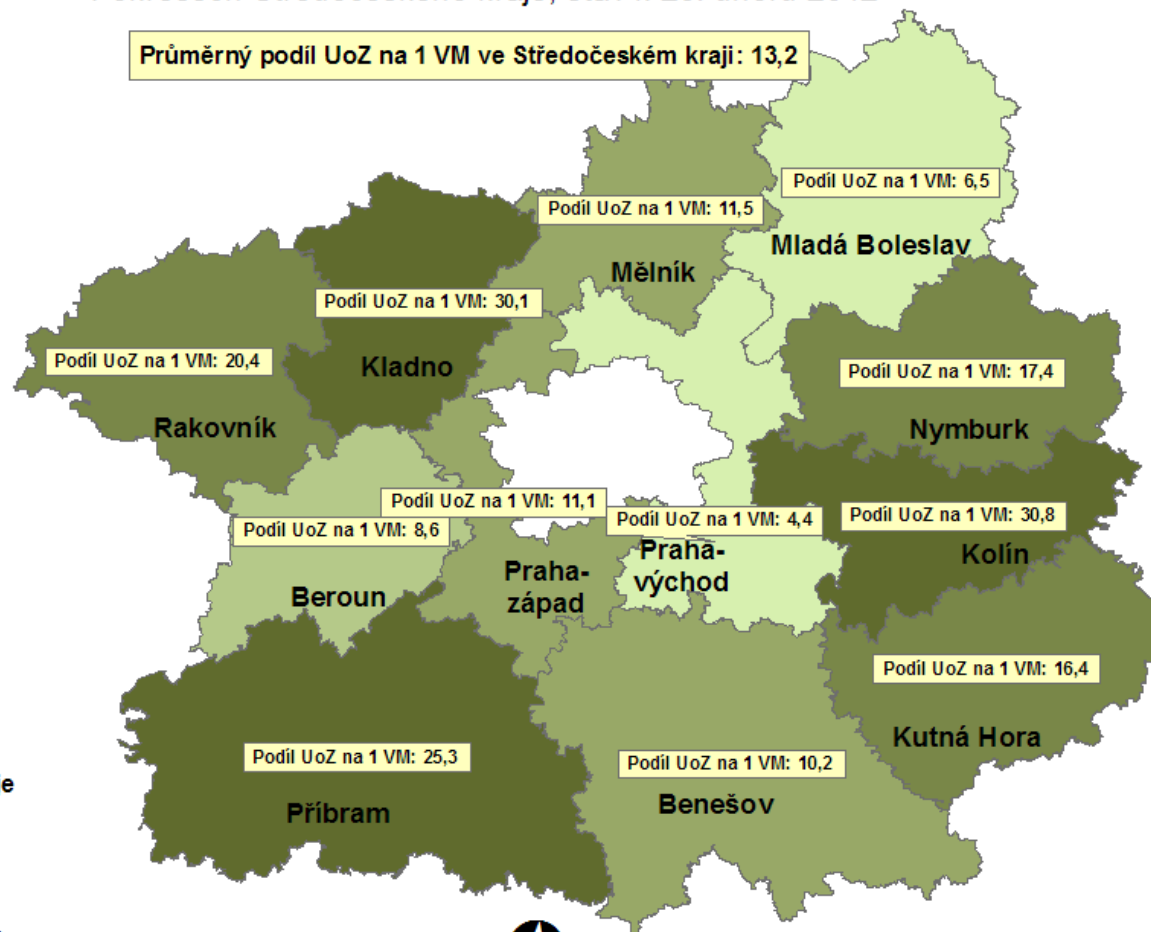 Průměrný podíl UoZ na 1 VM ve Středočeském kraji: 13,2
Podíl UoZ na 1 VM: 6,5
Mladá Boleslav
Podíl UoZ na 1 VM: 11,5
Mělník
Podíl UoZ na 1 VM: 30,1
Kladno
Podíl UoZ na 1 VM: 20,4
Rakovník
Podíl UoZ na 1 VM: 17,4
Nymburk
Podíl UoZ na 1 VM: 11,1
Praha-
západ
Podíl UoZ na 1 VM: 4,4
Praha-
východ
Podíl UoZ na 1 VM: 30,8
Kolín
Podíl UoZ na 1 VM: 8,6
Beroun
Podíl UoZ na 1 VM: 16,4
Kutná Hora
Podíl UoZ na 1 VM: 25,3
Příbram
Podíl UoZ na 1 VM: 10,2
Benešov